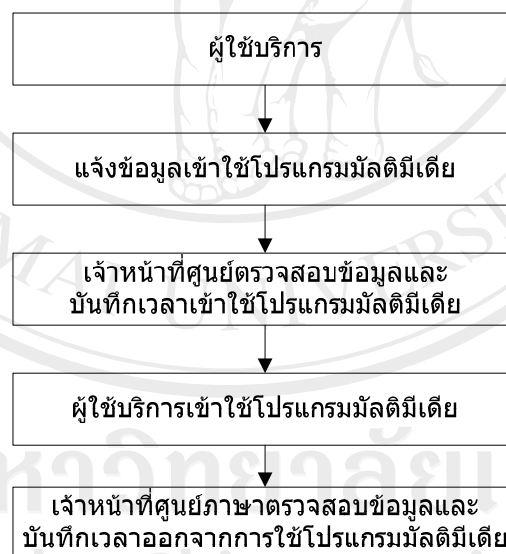 ผู้ใช้บริการ
แจ้งข้อมูลเข้าใช้โปรแกรมมัลติมีเดีย
เจ้าหน้าที่ศูนย์ตรวจสอบข้อมูลและ
บันทึกเวลาเข้าใช้โปรแกรมมัลติมีเดีย
ผู้ใช้บริการเข้าใช้โปรแกรมมัลติมีเดีย
เจ้าหน้าที่ศูนย์ภาษาตรวจสอบข้อมูลและ
บันทึกเวลาออกจากการใช้โปรแกรมมัลติมีเดีย